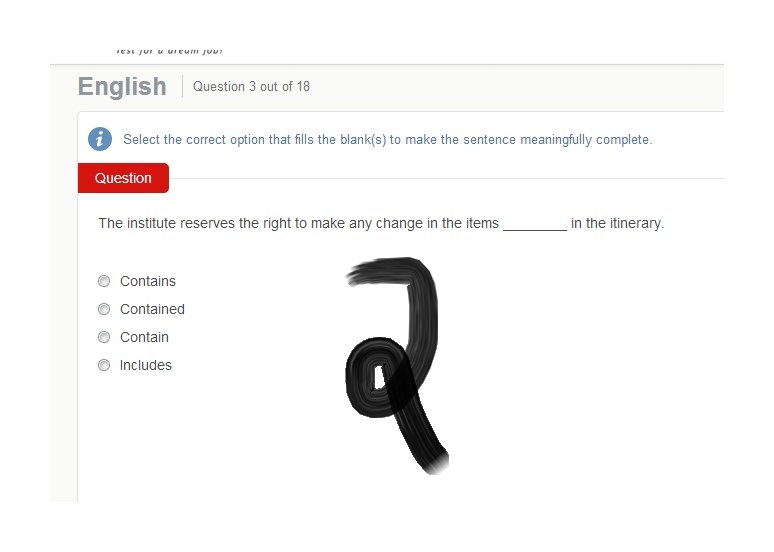 Test for a dream job!
English Question 3 out of 18
i Select the correct option that fills the blank(s) to make the sentence meaningfully complete.
Question
The institute reserves the right to make any change in the items ________ in the itinerary.
Contains
Contained
Contain
Includes
२